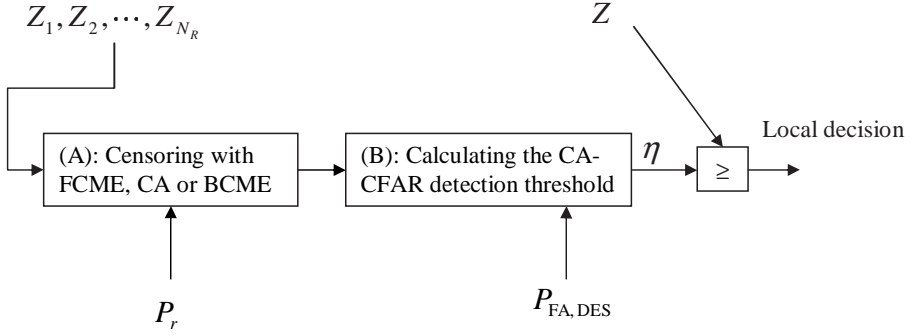 Z_1, Z_2, ⋯, Z_{N_R}
Z
(A): Censoring with
FCME, CA or BCME
(B): Calculating the CA-
CFAR detection threshold
η
≥
Local decision
P_r
P_{FA, DES}